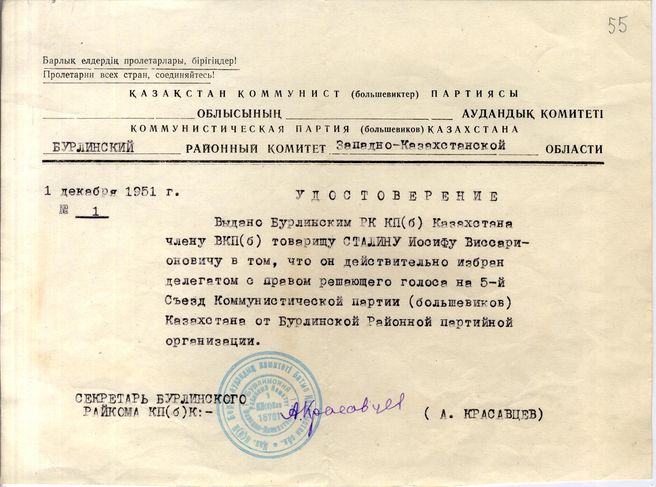 55
Барлық елдердің пролетарлары, бірігіңдер!
Пролетарии всех стран, соединяйтесь!
ҚАЗАҚСТАН КОММУНИСТ (большевиктер) ПАРТИЯСЫ
ОБЛЫСЫНЫҢ АУДАНДЫҚ КОМИТЕТІ
КОММУНИСТИЧЕСКАЯ ПАРТИЯ (большевиков) КАЗАХСТАНА
БУРЛИНСКИЙ РАЙОННЫЙ КОМИТЕТ Западно-Казахстанской ОБЛАСТИ
1 декабря 1951 г.
УДОСТОВЕРЕНИЕ
№ 1
Выдано Бурлинским РК КП(б) Казахстана
члену ВКП(б) товарищу СТАЛИНУ Иосифу Виссари-
оновичу в том, что он действительно избран
делегатом с правом решающего голоса на 5-й
Съезд Коммунистической партии (большевиков)
Казахстана от Бурлинской Районной партийной
организации.
СЕКРЕТАРЬ БУРЛИНСКОГО
РАЙКОМА КП(б)К:-
А Красавцев
( А. КРАСАВЦЕВ)